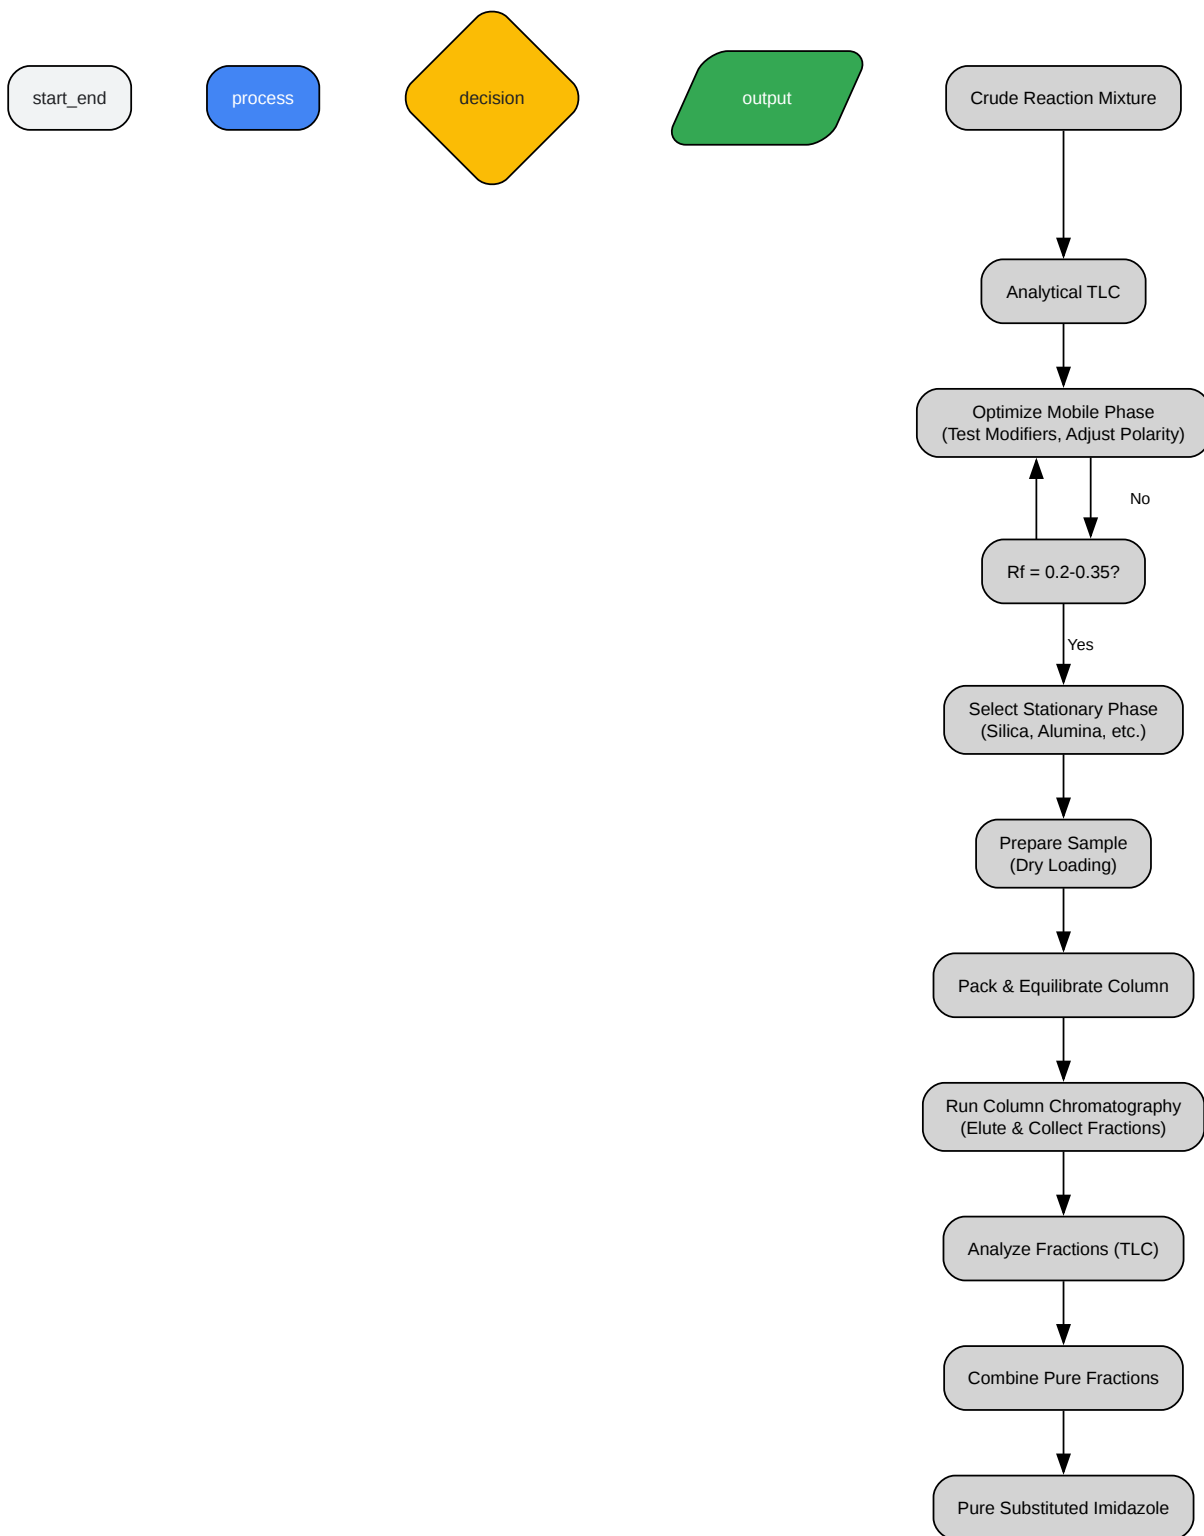 start_end
process
decision
output
Crude Reaction Mixture
Analytical TLC
Optimize Mobile Phase
(Test Modifiers, Adjust Polarity)
No
Rf = 0.2-0.35?
Yes
Select Stationary Phase
(Silica, Alumina, etc.)
Prepare Sample
(Dry Loading)
Pack & Equilibrate Column
Run Column Chromatography
(Elute & Collect Fractions)
Analyze Fractions (TLC)
Combine Pure Fractions
Pure Substituted Imidazole